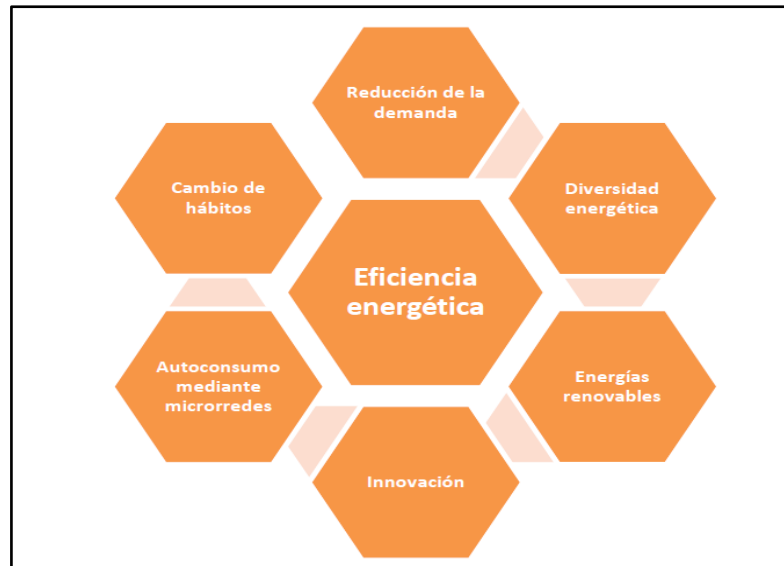 Reducción de la
demanda
Cambio de
hábitos
Diversidad
energética
Eficiencia
energética
Autoconsumo
mediante
microrredes
Energías
renovables
Innovación